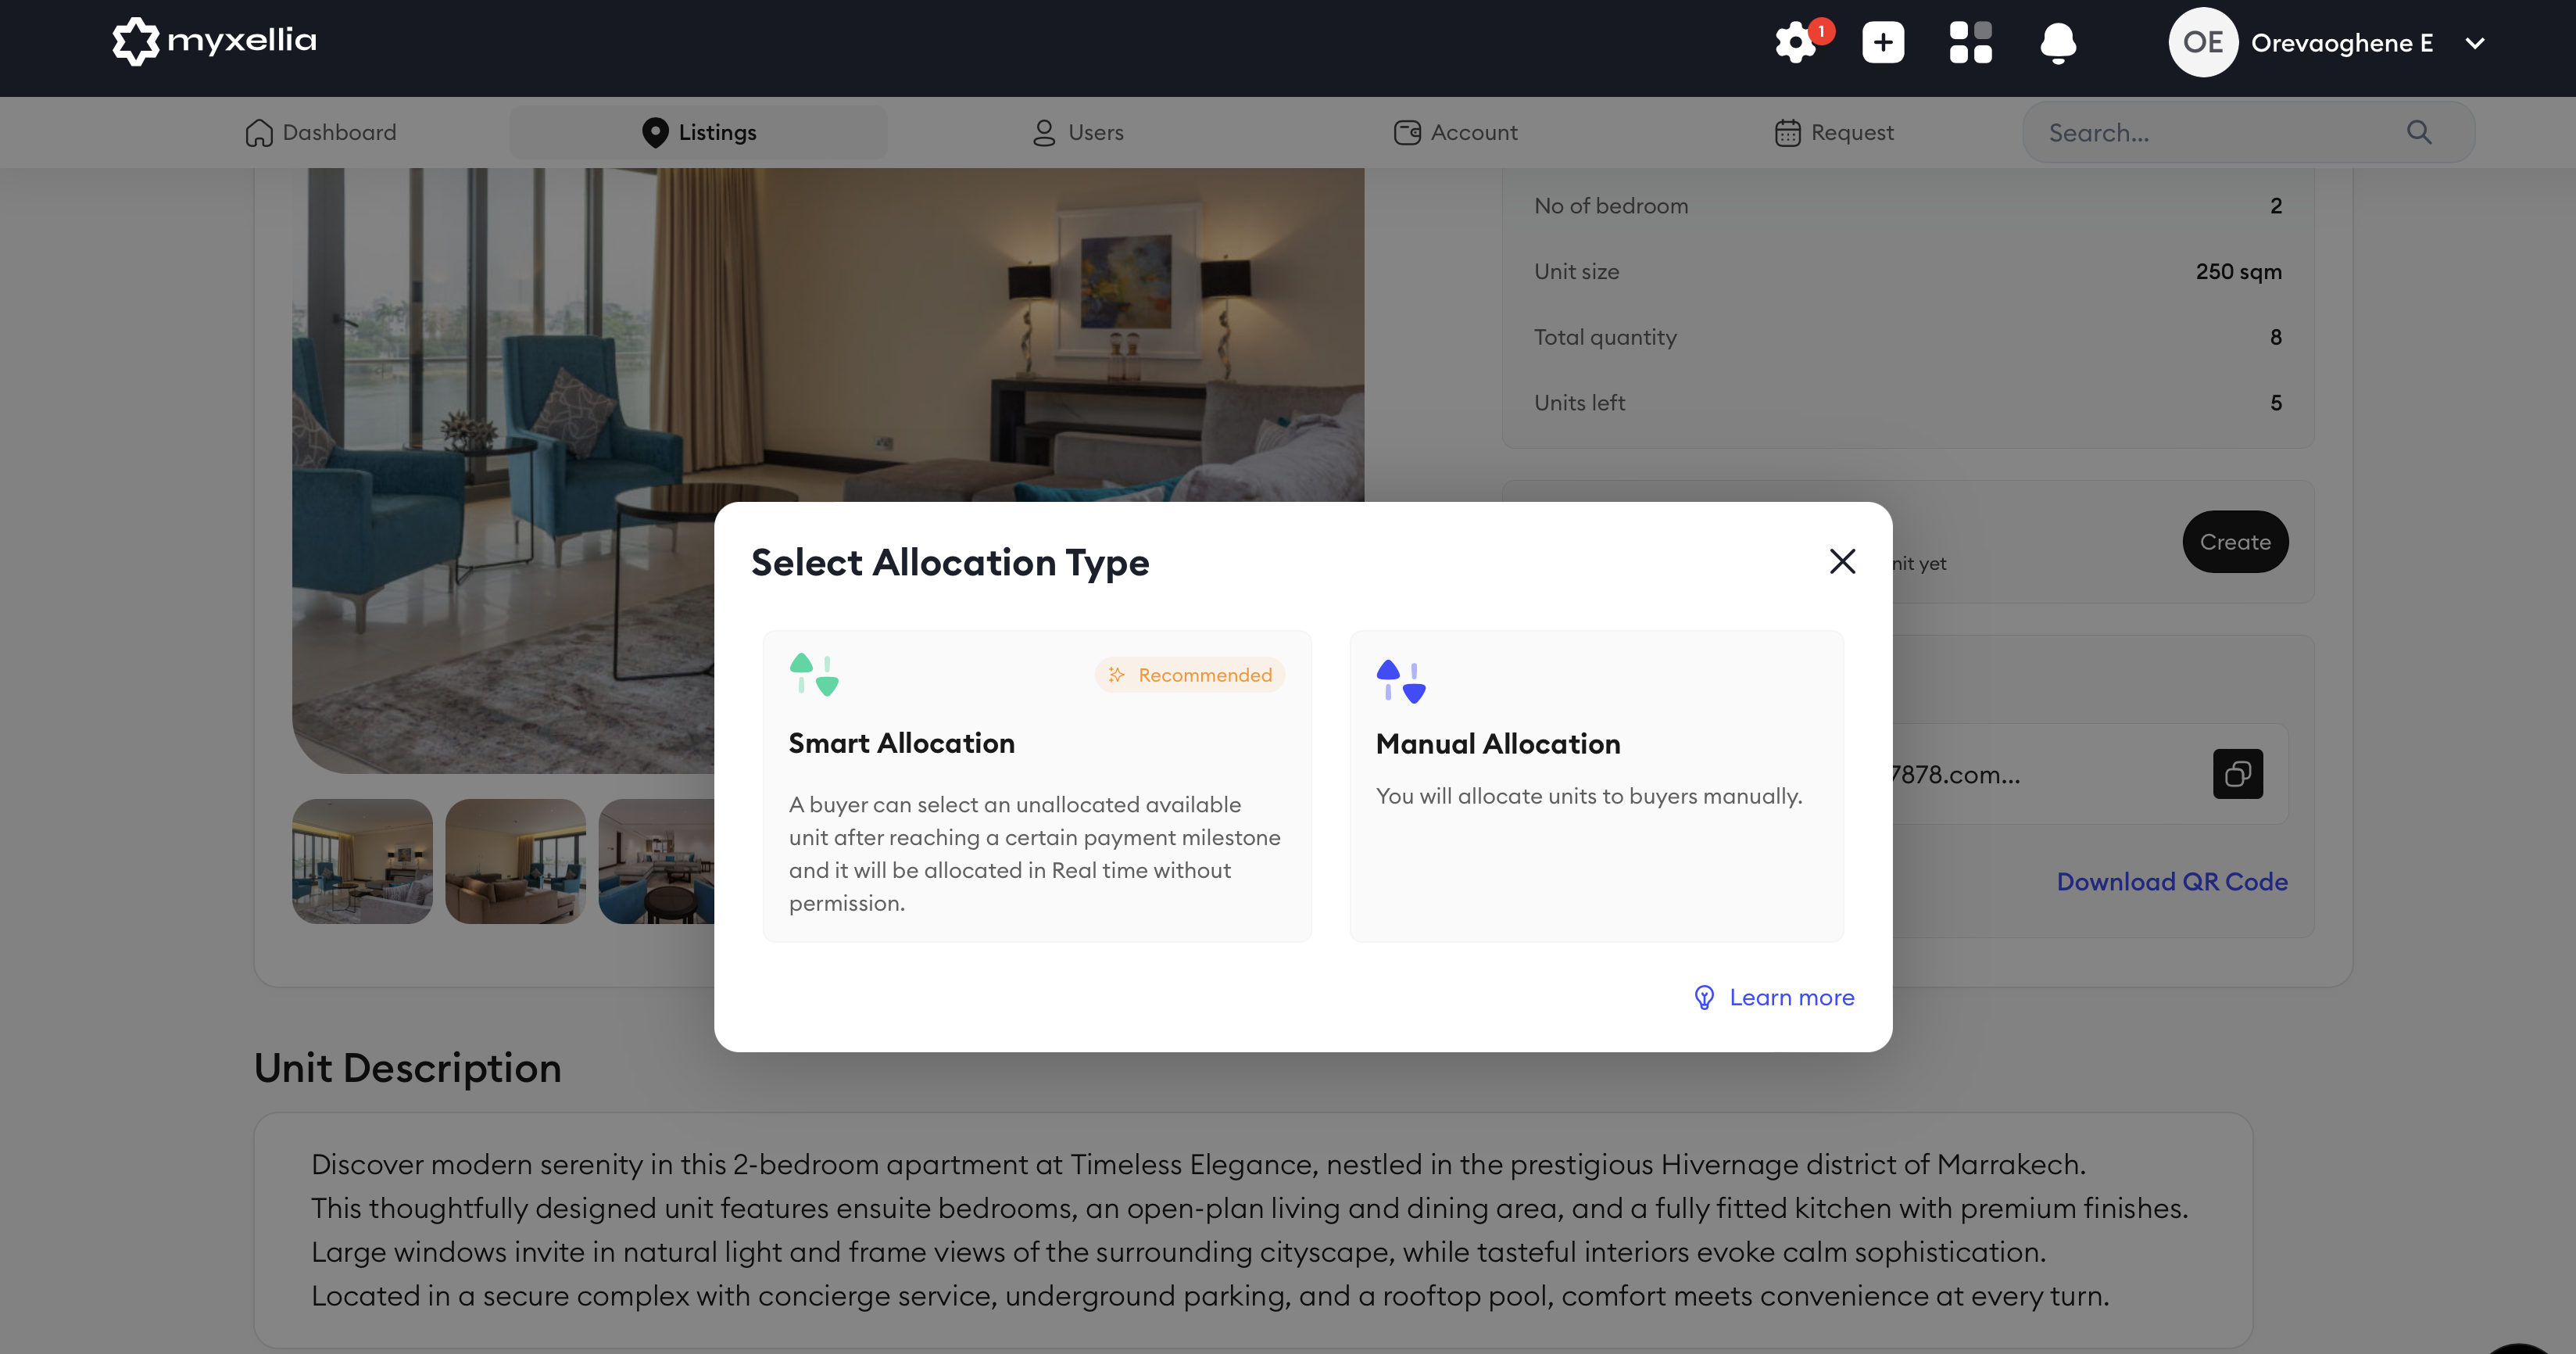 myxellia
1
OE
Orevaoghene E
Dashboard
Listings
Users
Account
Request
Search...
No of bedroom
2
Unit size
250 sqm
Total quantity
8
Units left
5
Create
nit yet
Select Allocation Type
Recommended
Smart Allocation
A buyer can select an unallocated available
unit after reaching a certain payment milestone
and it will be allocated in Real time without
permission.
Manual Allocation
You will allocate units to buyers manually.
Learn more
7878.com...
Download QR Code
Unit Description
Discover modern serenity in this 2-bedroom apartment at Timeless Elegance, nestled in the prestigious Hivernage district of Marrakech.
This thoughtfully designed unit features ensuite bedrooms, an open-plan living and dining area, and a fully fitted kitchen with premium finishes.
Large windows invite in natural light and frame views of the surrounding cityscape, while tasteful interiors evoke calm sophistication.
Located in a secure complex with concierge service, underground parking, and a rooftop pool, comfort meets convenience at every turn.